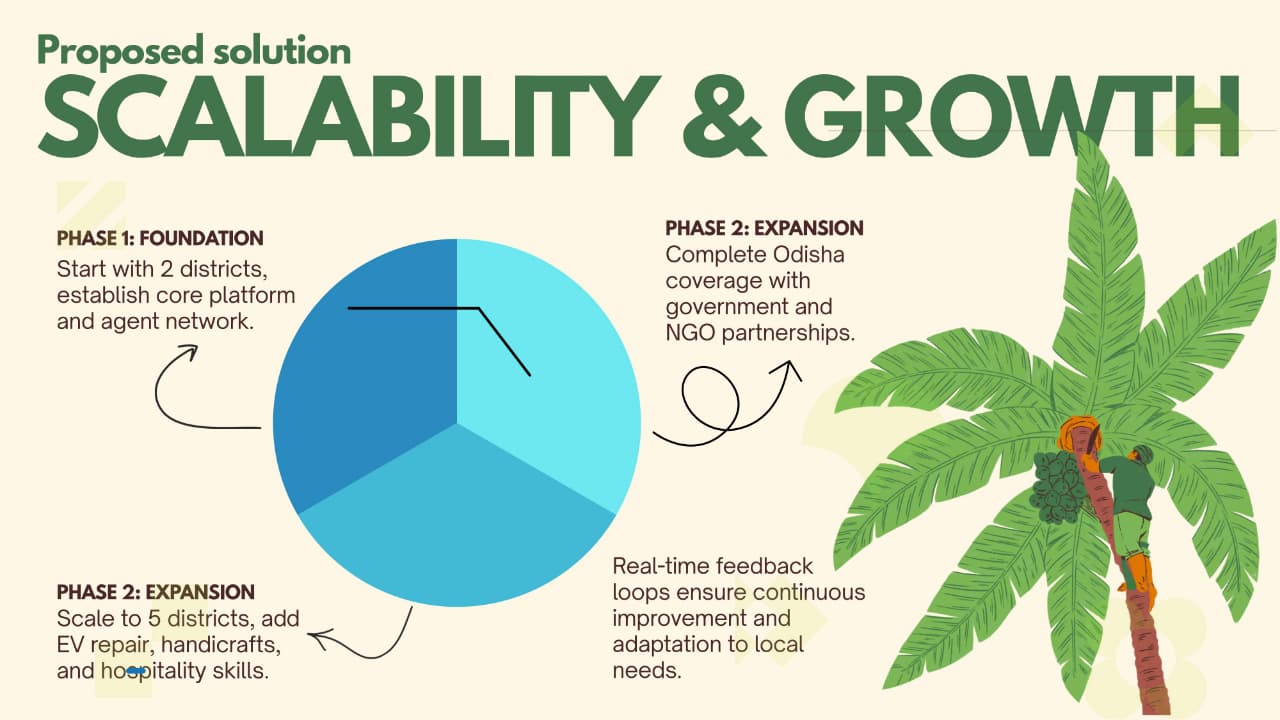 Proposed solution
SCALABILITY & GROWTH
PHASE 1: FOUNDATION
Start with 2 districts,
establish core platform
and agent network.
PHASE 2: EXPANSION
Complete Odisha
coverage with
government and
NGO partnerships.
PHASE 2: EXPANSION
Scale to 5 districts, add
EV repair, handicrafts,
and hospitality skills.
Real-time feedback
loops ensure continuous
improvement and
adaptation to local
needs.